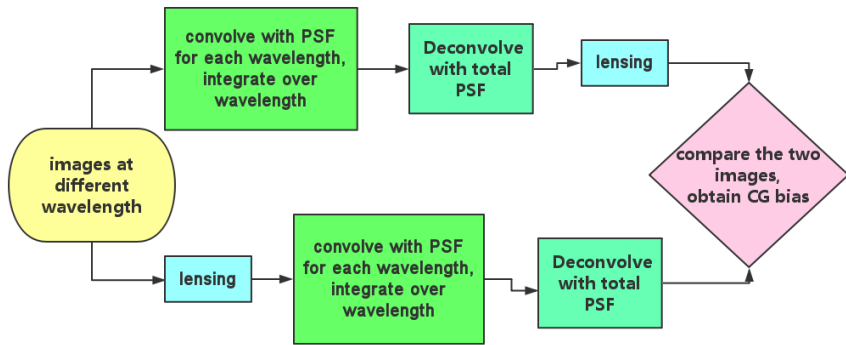 images at
different
wavelength
convolve with PSF
for each wavelength,
integrate over
wavelength
Deconvolve
with total
PSF
lensing
lensing
convolve with PSF
for each wavelength,
integrate over
wavelength
Deconvolve
with total
PSF
compare the two
images,
obtain CG bias